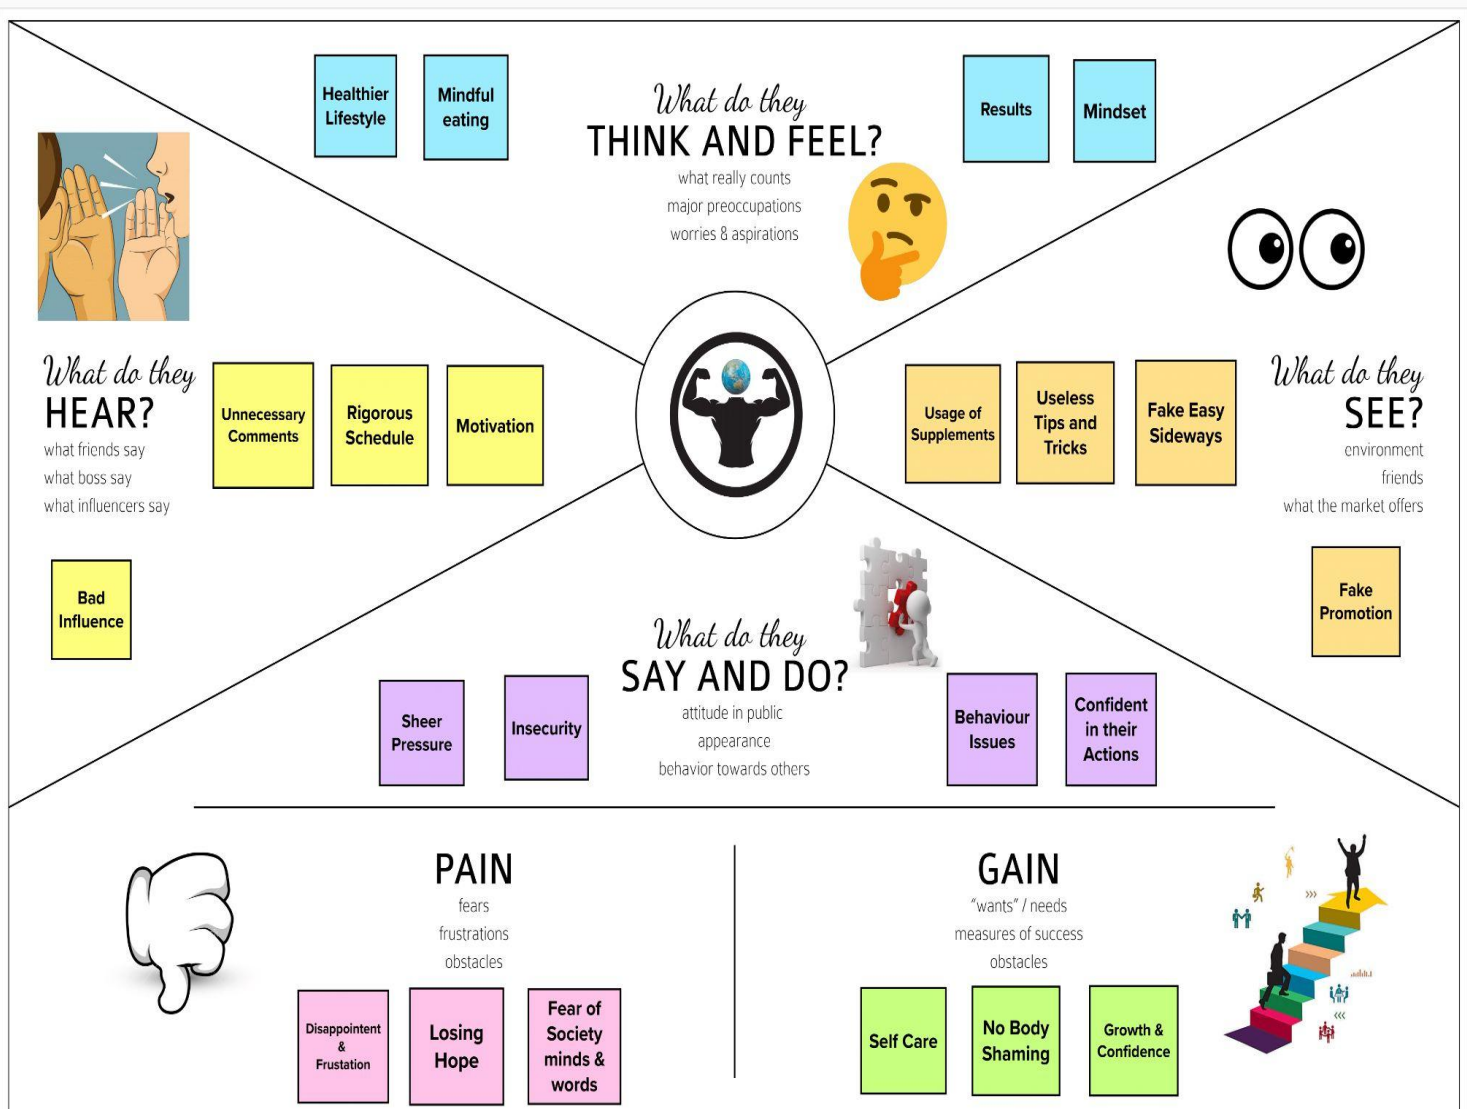 What do they
THINK AND FEEL?
what really counts
major preoccupations
worries & aspirations
Healthier
Lifestyle
Mindful
eating
Results
Mindset
What do they
HEAR?
what friends say
what boss say
what influencers say
Unnecessary
Comments
Rigorous
Schedule
Motivation
Bad
Influence
What do they
SEE?
environment
friends
what the market offers
Usage of
Supplements
Useless
Tips and
Tricks
Fake Easy
Sideways
Fake
Promotion
What do they
SAY AND DO?
attitude in public
appearance
behavior towards others
Sheer
Pressure
Insecurity
Behaviour
Issues
Confident
in their
Actions
PAIN
fears
frustrations
obstacles
Disappointent
&
Frustation
Losing
Hope
Fear of
Society
minds &
words
GAIN
“wants” / needs
measures of success
obstacles
Self Care
No Body
Shaming
Growth &
Confidence